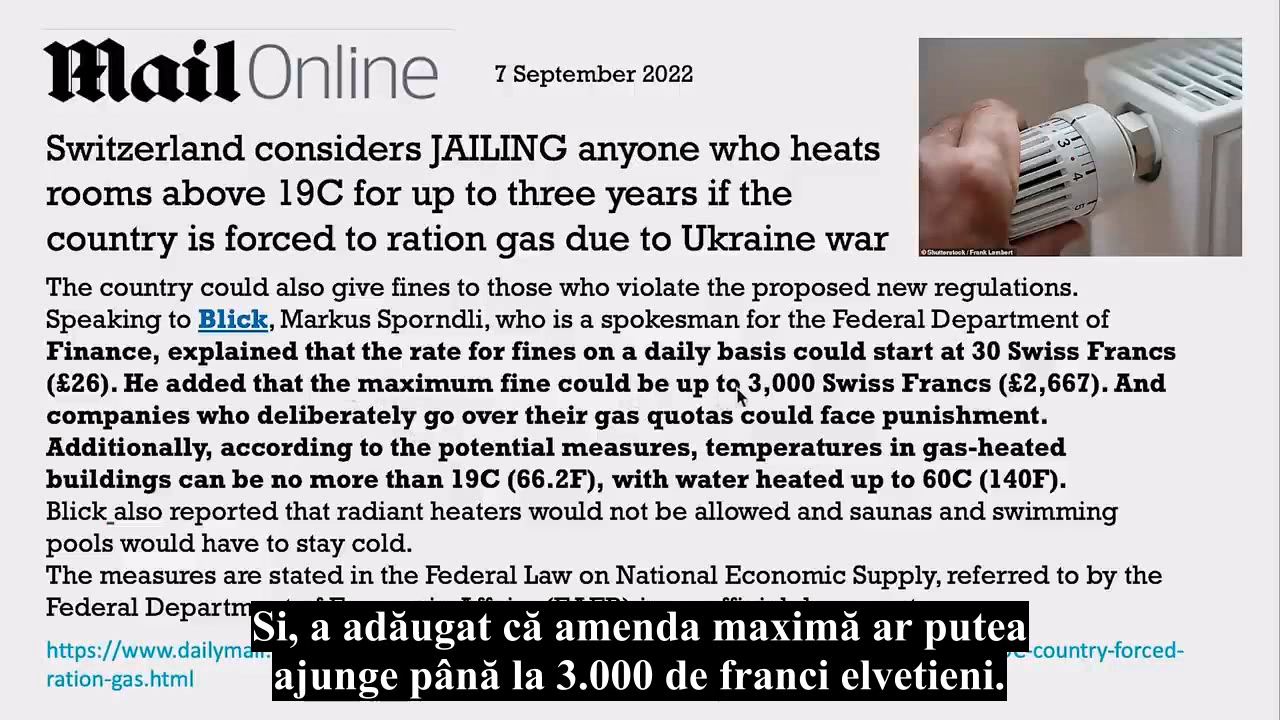 Mail Online
7 September 2022
Switzerland considers JAILING anyone who heats
rooms above 19C for up to three years if the
country is forced to ration gas due to Ukraine war
© Shutterstock / Frank Lambert
The country could also give fines to those who violate the proposed new regulations.
Speaking to Blick, Markus Sporndli, who is a spokesman for the Federal Department of
Finance, explained that the rate for fines on a daily basis could start at 30 Swiss Francs
(£26). He added that the maximum fine could be up to 3,000 Swiss Francs (£2,667). And
companies who deliberately go over their gas quotas could face punishment.
Additionally, according to the potential measures, temperatures in gas-heated
buildings can be no more than 19C (66.2F), with water heated up to 60C (140F).
Blick also reported that radiant heaters would not be allowed and saunas and swimming
pools would have to stay cold.
The measures are stated in the Federal Law on National Economic Supply, referred to by the
Federal
https://www.dailymail. -country-forced-
ration-gas.html
Si, a adăugat că amenda maximă ar putea
ajunge până la 3.000 de franci elvetieni.
3
4
5